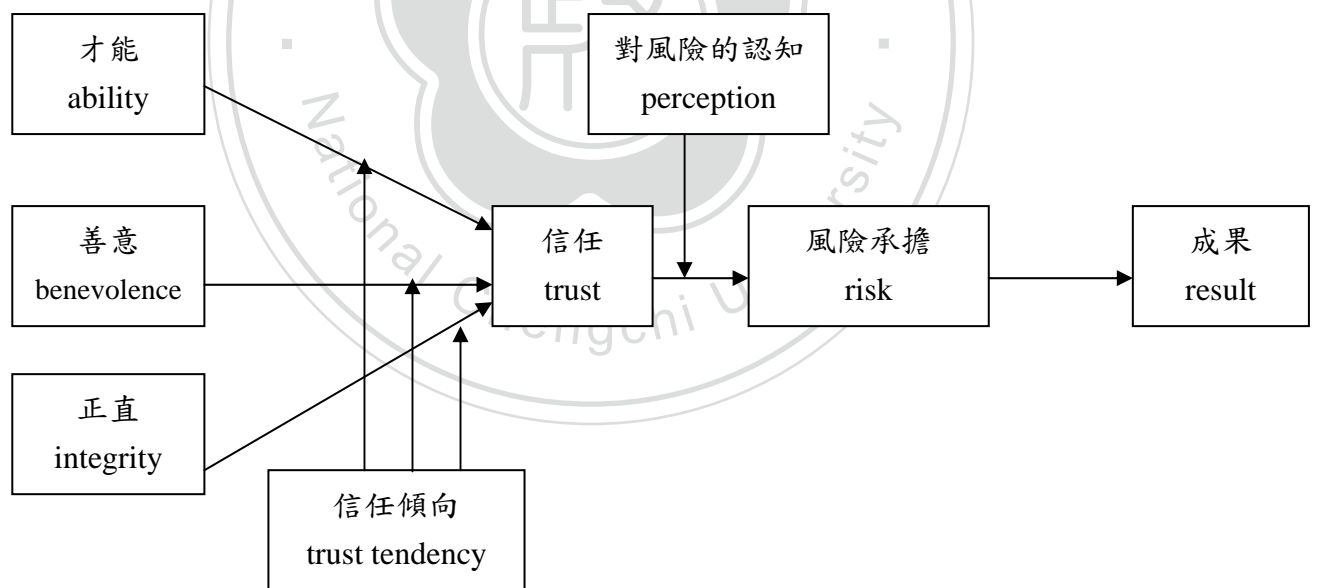 才能
ability
對風險的認知
perception
善意
benevolence
信任
trust
風險承擔
risk
成果
result
正直
integrity
信任傾向
trust tendency
National Chengchi University